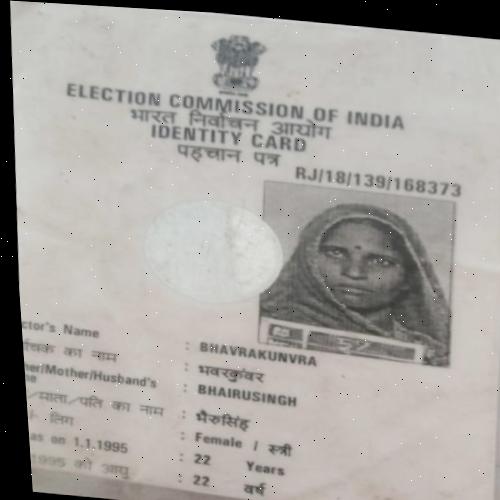 ELECTION COMMISSION OF INDIA
भारत निर्वाचन आयोग
IDENTITY CARD
पहचान पत्र
RJ/18/139/168373
ctor's Name : BHAVRAKUNVRA
र्वाचक का नाम : भवरकुंवर
her/Mother/Husband's : BHAIRUSINGH
me
/माता/पति का नाम : भैरुसिंह
लिंग : Female / स्त्री
as on 1.1.1995 : 22 Years
1995 को आयु : 22 वर्ष